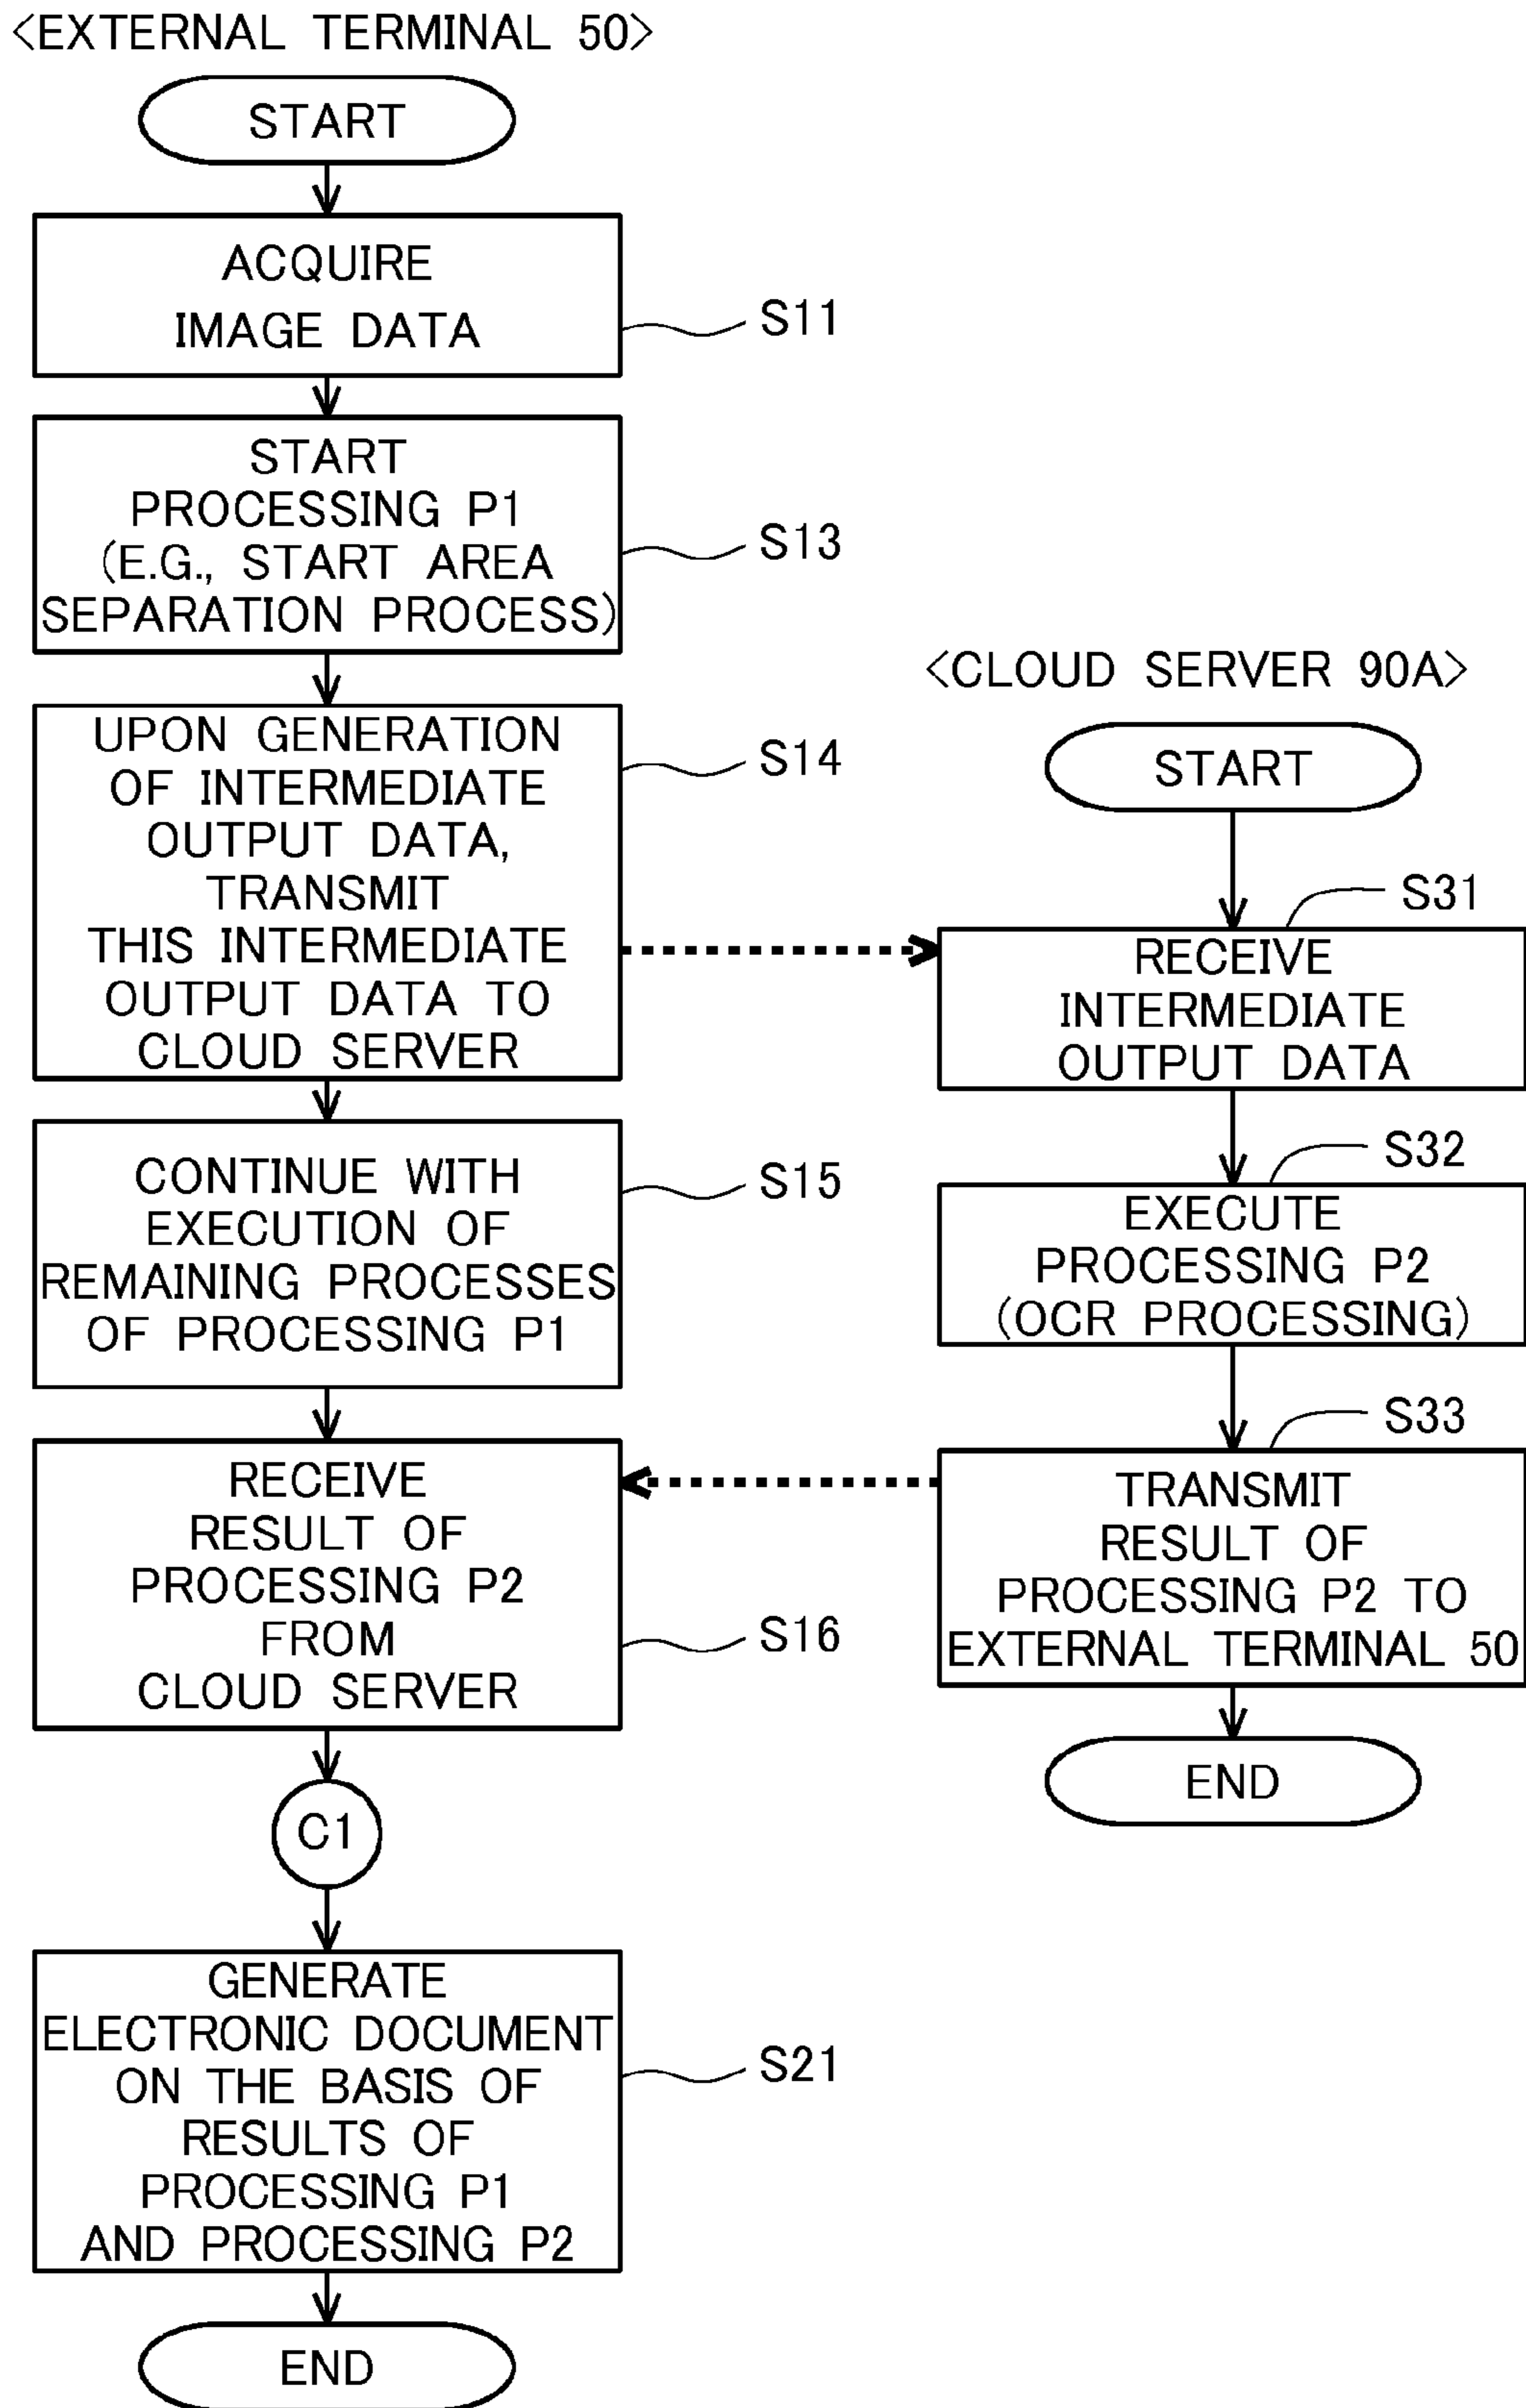 <EXTERNAL TERMINAL 50>
START
ACQUIRE
IMAGE DATA
S11
START
PROCESSING P1
(E.G., START AREA
SEPARATION PROCESS)
S13
UPON GENERATION
OF INTERMEDIATE
OUTPUT DATA,
TRANSMIT
THIS INTERMEDIATE
OUTPUT DATA TO
CLOUD SERVER
S14
CONTINUE WITH
EXECUTION OF
REMAINING PROCESSES
OF PROCESSING P1
S15
RECEIVE
RESULT OF
PROCESSING P2
FROM
CLOUD SERVER
S16
C1
GENERATE
ELECTRONIC DOCUMENT
ON THE BASIS OF
RESULTS OF
PROCESSING P1
AND PROCESSING P2
S21
END
<CLOUD SERVER 90A>
START
S31
RECEIVE
INTERMEDIATE
OUTPUT DATA
S32
EXECUTE
PROCESSING P2
(OCR PROCESSING)
S33
TRANSMIT
RESULT OF
PROCESSING P2 TO
EXTERNAL TERMINAL 50
END